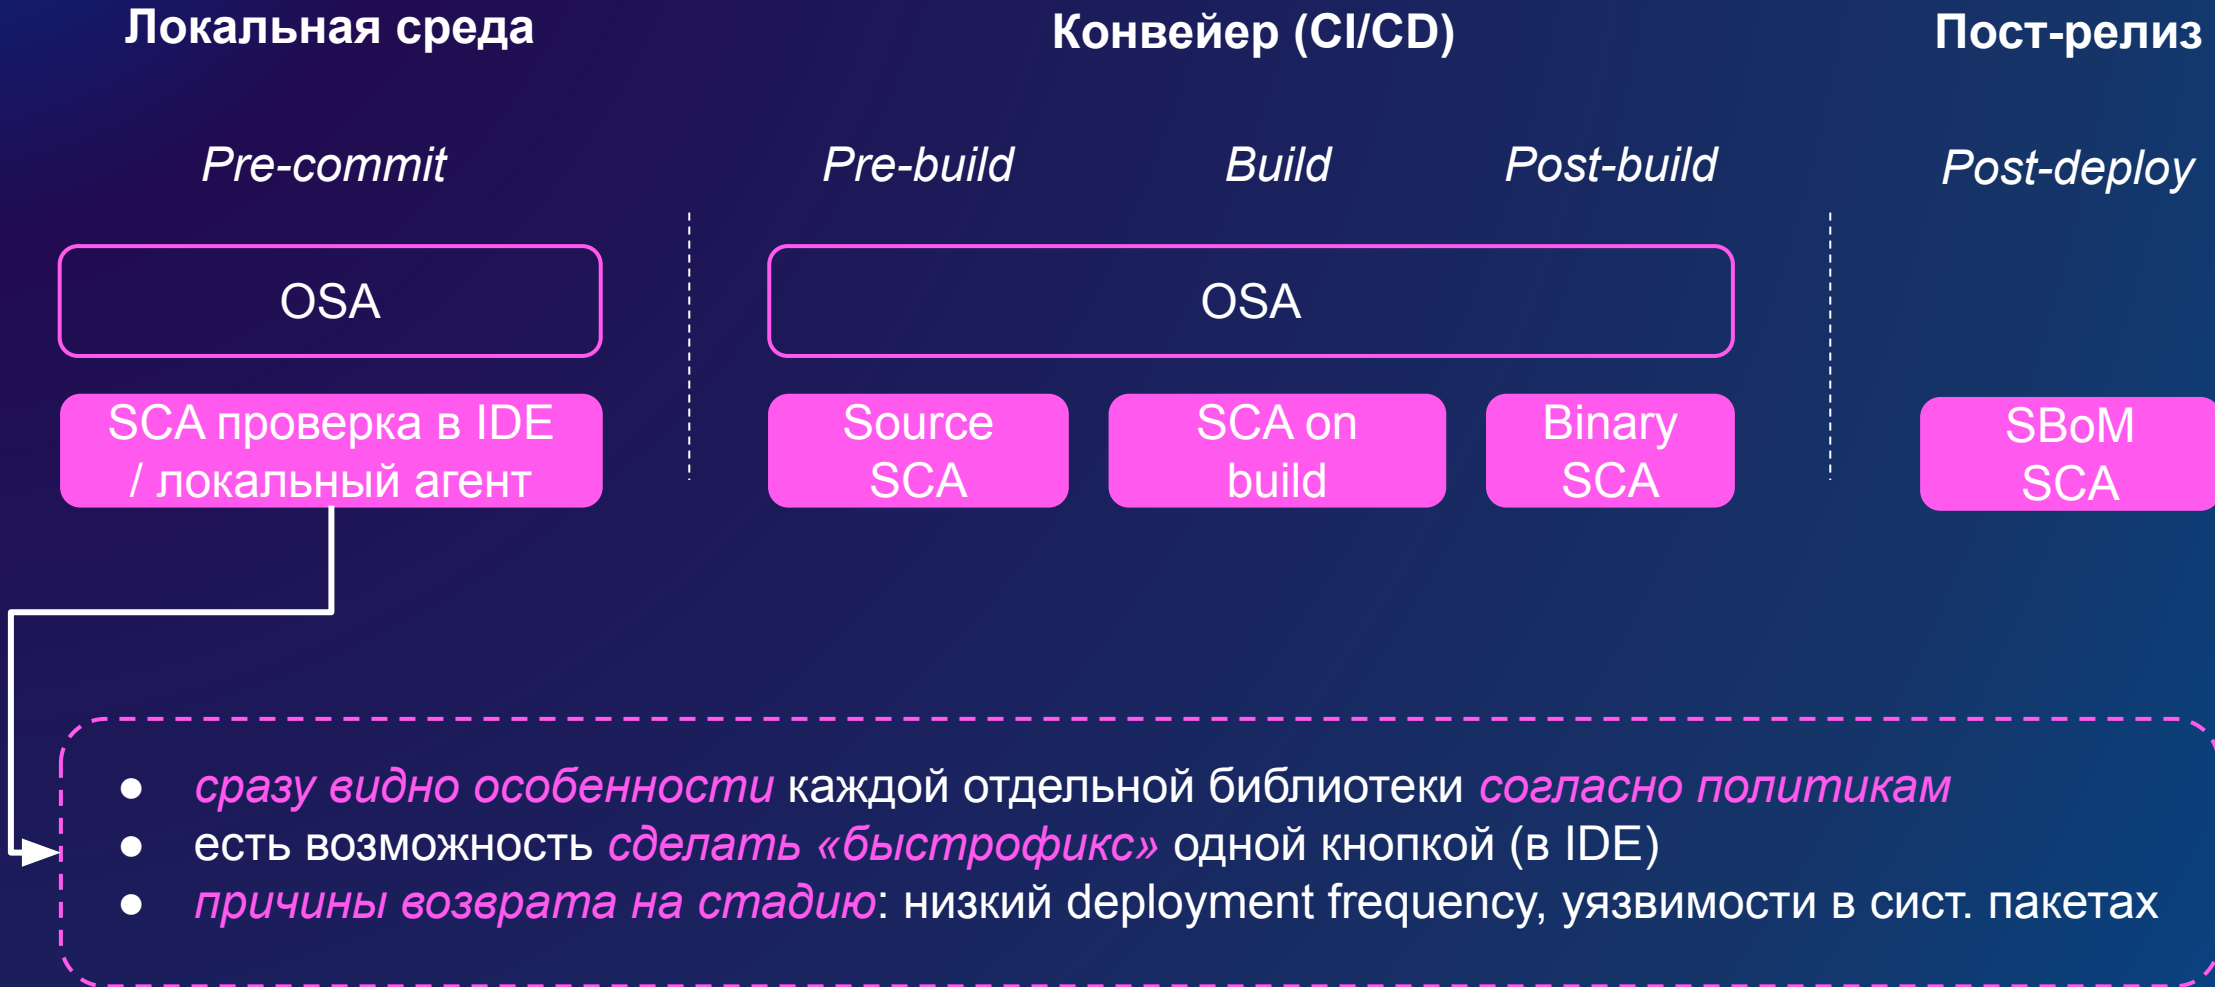 Локальная среда
Конвейер (CI/CD)
Пост-релиз
Pre-commit
Pre-build
Build
Post-build
Post-deploy
OSA
OSA
SCA проверка в IDE
/ локальный агент
Source
SCA
SCA on
build
Binary
SCA
SBoM
SCA
● сразу видно особенности каждой отдельной библиотеки согласно политикам
● есть возможность сделать «быстрофикс» одной кнопкой (в IDE)
● причины возврата на стадию: низкий deployment frequency, уязвимости в сист. пакетах